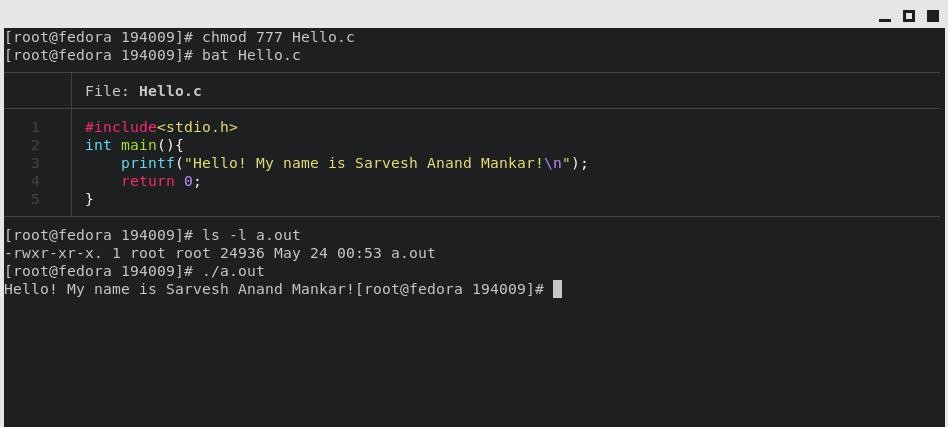 [root@fedora 194009]# chmod 777 Hello.c
[root@fedora 194009]# bat Hello.c
File: Hello.c
1 #include<stdio.h>
2 int main(){
3     printf("Hello! My name is Sarvesh Anand Mankar!\n");
4     return 0;
5 }
[root@fedora 194009]# ls -l a.out
-rwxr-xr-x. 1 root root 24936 May 24 00:53 a.out
[root@fedora 194009]# ./a.out
Hello! My name is Sarvesh Anand Mankar![root@fedora 194009]#